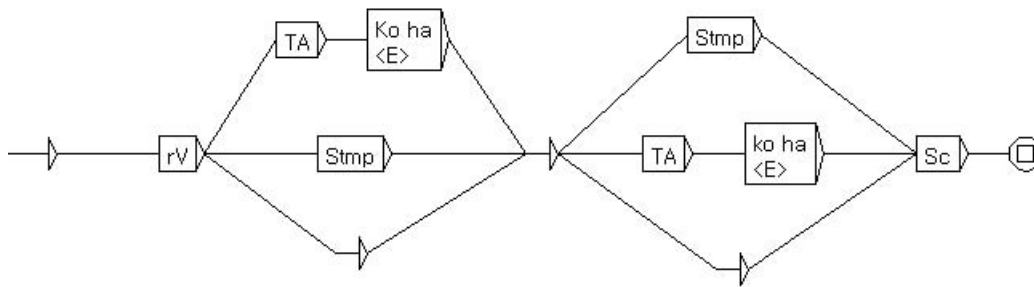 rV
TA
Ko ha
<E>
Stmp
Stmp
TA
ko ha
<E>
Sc